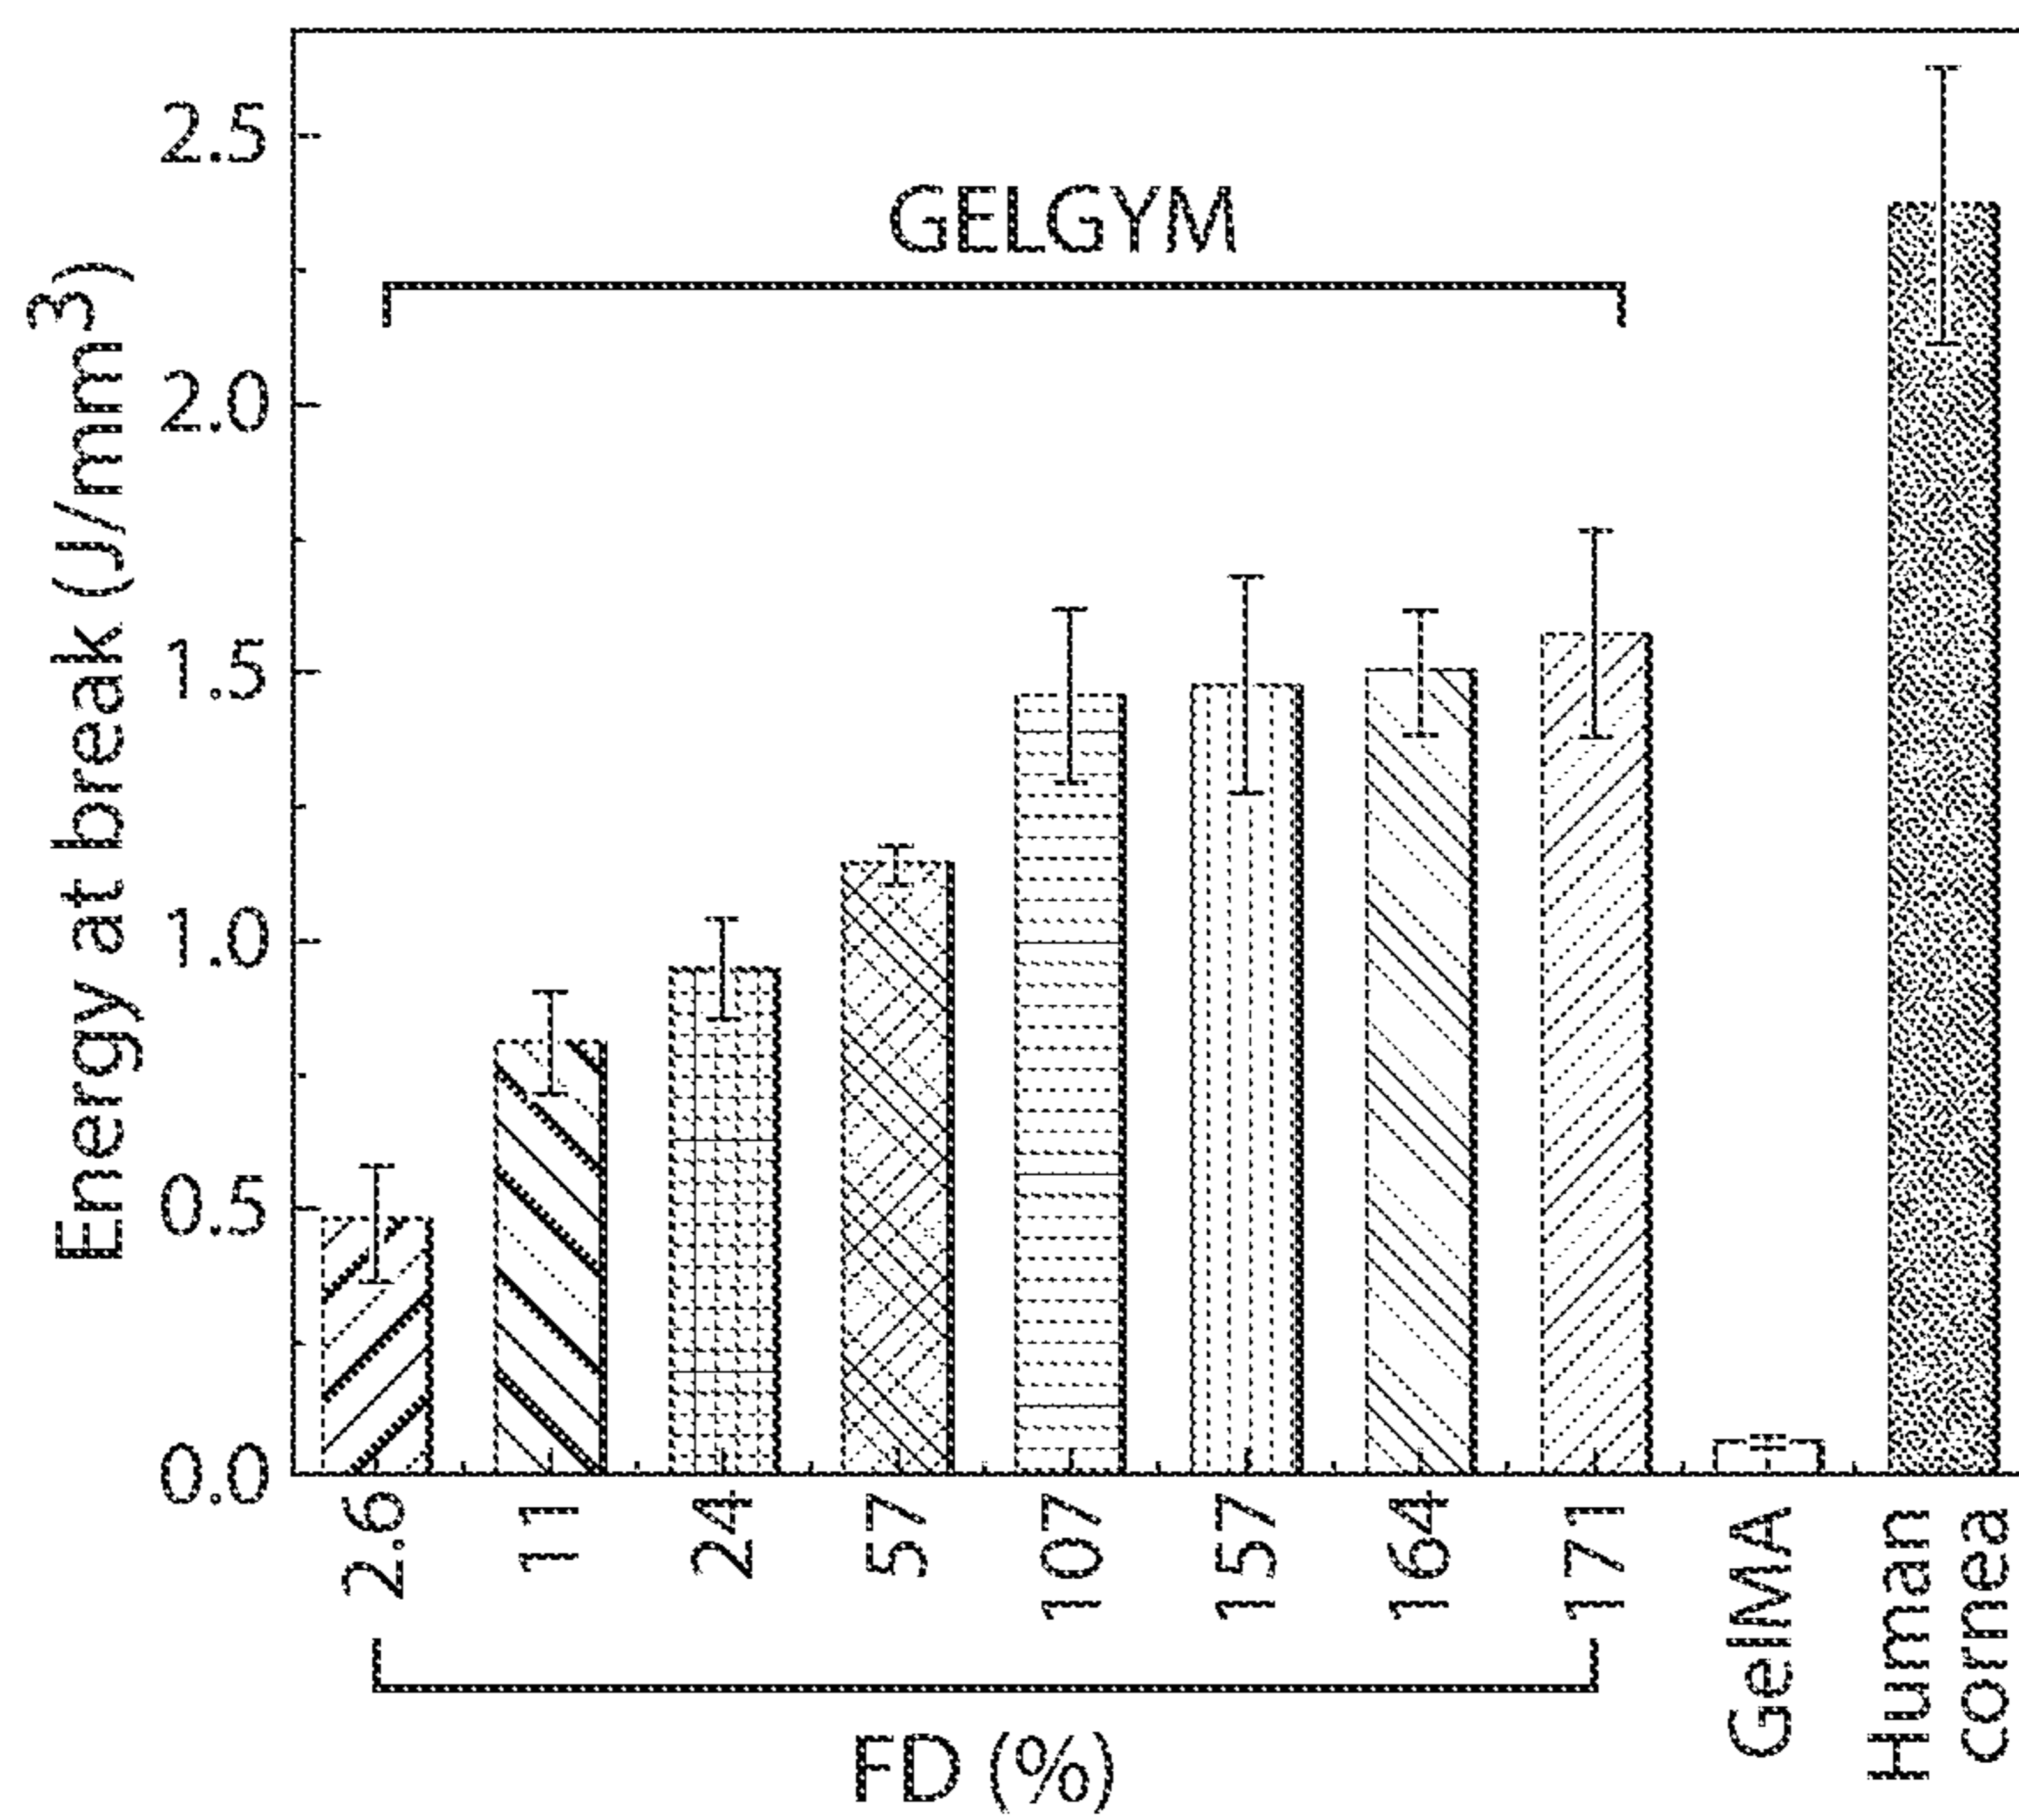 Energy at break (J/mm3)
2.5
2.0
1.5
1.0
0.5
0.0
GELGYM
2.6
11
24
57
107
157
164
171
GelMA
Human
cornea
FD (%)